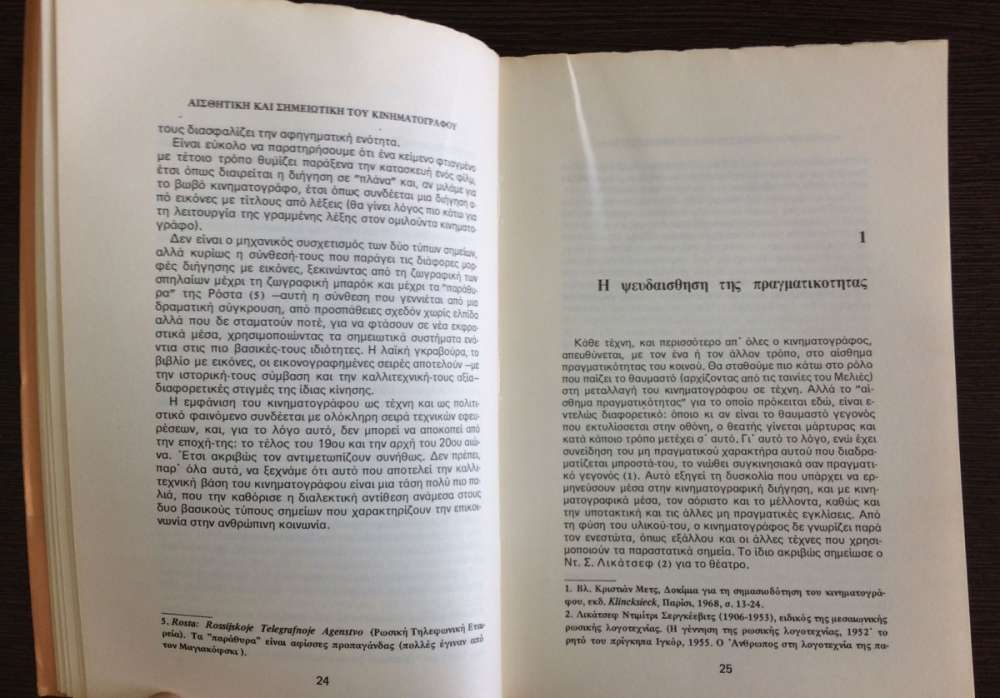 ΑΙΣΘΗΤΙΚΗ ΚΑΙ ΣΗΜΕΙΩΤΙΚΗ ΤΟΥ ΚΙΝΗΜΑΤΟΓΡΑΦΟΥ
τους διασφαλίζει την αφηγηματική ενότητα.
Είναι εύκολο να παρατηρήσουμε ότι ένα κείμενο φτιαγμένο
με τέτοιο τρόπο θυμίζει παράξενα την κατασκευή ενός φίλμ,
έτσι όπως διαιρείται η διήγηση σε "πλάνα" και, αν μιλάμε για
το βωβό κινηματογράφο, έτσι όπως συνδέεται μια διήγηση α-
πό εικόνες με τίτλους από λέξεις (θα γίνει λόγος πιο κάτω για
τη λειτουργία της γραμμένης λέξης στον ομιλούντα κινηματο-
γράφο).
Δεν είναι ο μηχανικός συσχετισμός των δύο τύπων σημείων,
αλλά κυρίως η σύνθεσή-τους που παράγει τις διάφορες μορ-
φές διήγησης με εικόνες, ξεκινώντας από τη ζωγραφική των
σπηλαίων μέχρι τη ζωγραφική μπαρόκ και μέχρι τα "παράθυ-
ρα" της Ρόστα (5) —αυτή η σύνθεση που γεννιέται από μια
δραματική σύγκρουση, από προσπάθειες σχεδόν χωρίς ελπίδα
αλλά που δε σταματούν ποτέ, για να φτάσουν σε νέα εκφρα-
στικά μέσα, χρησιμοποιώντας τα σημειωτικά συστήματα ενά-
ντια στις πιο βασικές-τους ιδιότητες. Η λαϊκή γκραβούρα, το
βιβλίο με εικόνες, οι εικονογραφημένες σειρές αποτελούν —με
την ιστορική-τους σύμβαση και την καλλιτεχνική-τους αξία—
διαφορετικές στιγμές της ίδιας κίνησης.
Η εμφάνιση του κινηματογράφου ως τέχνη και ως πολιτι-
στικό φαινόμενο συνδέεται με ολόκληρη σειρά τεχνικών εφευ-
ρέσεων, και, για το λόγο αυτό, δεν μπορεί να αποκοπεί από
την εποχή-της: το τέλος του 19ου και την αρχή του 20ου αιώ-
να. Έτσι ακριβώς τον αντιμετωπίζουν συνήθως. Δεν πρέπει,
παρ' όλα αυτά, να ξεχνάμε ότι αυτό που αποτελεί την καλλι-
τεχνική βάση του κινηματογράφου είναι μια τάση πολύ πιο πα-
λιά, που την καθόρισε η διαλεκτική αντίθεση ανάμεσα στους
δυο βασικούς τύπους σημείων που χαρακτηρίζουν την επικοι-
νωνία στην ανθρώπινη κοινωνία.
5. Rosta: Rossijskoje Telegrafnoje Agenstvo (Ρωσική Τηλεφωνική Εται-
ρεία). Τα "παράθυρα" είναι αφίσσες προπαγάνδας (πολλές έγιναν από
τον Μαγιακόφσκι).
24
1
Η ψευδαισθηση της πραγματικοτητας
Κάθε τέχνη, και περισσότερο απ' όλες ο κινηματογράφος,
απευθύνεται, με τον ένα ή τον άλλον τρόπο, στο αίσθημα
πραγματικότητας του κοινού. Θα σταθούμε πιο κάτω στο ρόλο
που παίζει το θαυμαστό (αρχίζοντας από τις ταινίες του Μελιές)
στη μεταλλαγή του κινηματογράφου σε τέχνη. Αλλά το "αί-
σθημα πραγματικότητας" για το οποίο πρόκειται εδώ, είναι ε-
ντελώς διαφορετικό: όποιο κι αν είναι το θαυμαστό γεγονός
που εκτυλίσσεται στην οθόνη, ο θεατής γίνεται μάρτυρας και
κατά κάποιο τρόπο μετέχει σ' αυτό. Γι' αυτό το λόγο, ενώ έχει
συνείδηση του μη πραγματικού χαρακτήρα αυτού που διαδρα-
ματίζεται μπροστά-του, το νιώθει συγκινησιακά σαν πραγματι-
κό γεγονός (1). Αυτό εξηγεί τη δυσκολία που υπάρχει να ερ-
μηνεύσουν μέσα στην κινηματογραφική διήγηση, και με κινη-
ματογραφικά μέσα, τον αόριστο και το μέλλοντα, καθώς και
την υποτακτική και τις άλλες μη πραγματικές εγκλίσεις. Από
τη φύση του υλικού-του, ο κινηματογράφος δε γνωρίζει παρά
τον ενεστώτα, όπως εξάλλου και οι άλλες τέχνες που χρησι-
μοποιούν τα παραστατικά σημεία. Το ίδιο ακριβώς σημείωσε ο
Ντ. Σ. Λικάτσεφ (2) για το θέατρο.
1. Βλ. Κριστιάν Μετς, Δοκίμια για τη σημασιοδότηση του κινηματογρά-
φου, εκδ. Klincksieck, Παρίσι, 1968, σ. 13-24.
2. Λικάτσεφ Ντιμίτρι Σεργκέεβιτς (1906-1953), ειδικός της μεσαιωνικής
ρωσικής λογοτεχνίας. (Η γέννηση της ρωσικής λογοτεχνίας, 1952˙ το
ρητό του πρίγκηπα Ιγκόρ, 1955. Ο Άνθρωπος στη λογοτεχνία της πα-
25